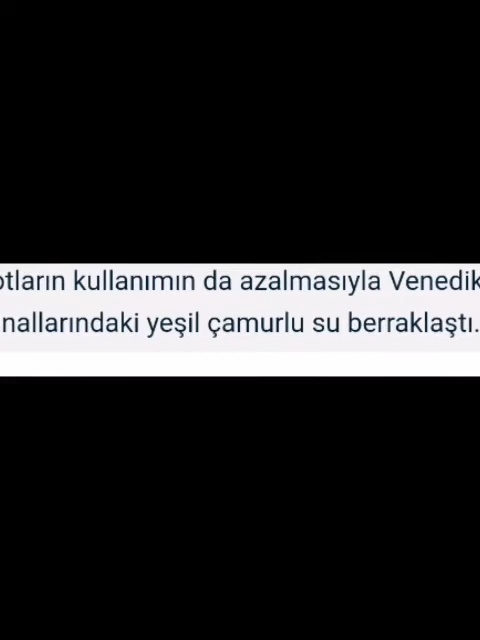 otların kullanımın da azalmasıyla Venedik
nallarındaki yeşil çamurlu su berraklaştı.